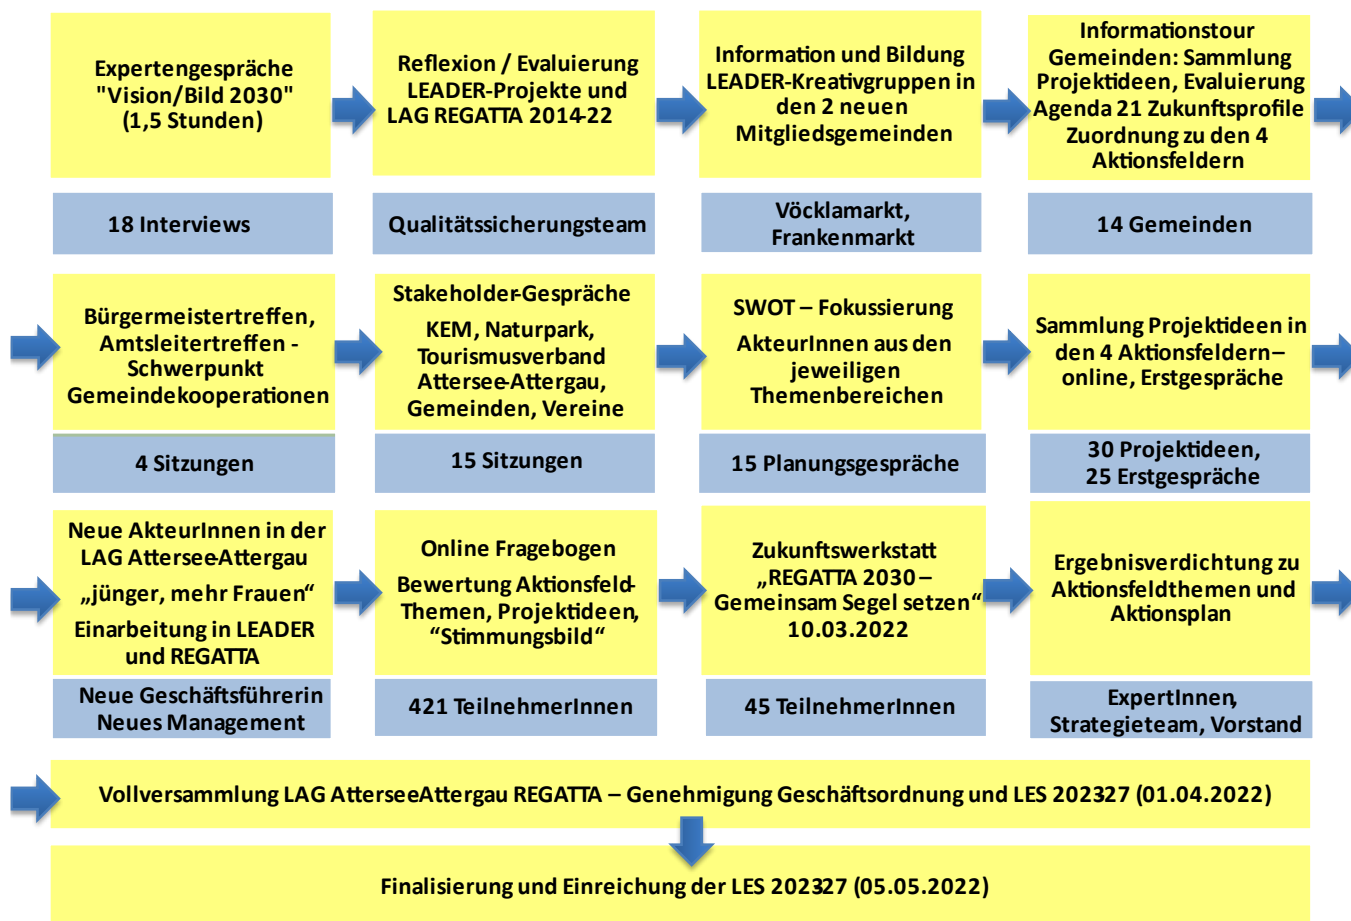 Expertengespräche
"Vision/Bild 2030"
(1,5 Stunden)
18 Interviews
Reflexion / Evaluierung
LEADER-Projekte und
LAG REGATTA 2014-22
Qualitätssicherungsteam
Information und Bildung
LEADER-Kreativgruppen in
den 2 neuen
Mitgliedsgemeinden
Vöcklamarkt,
Frankenmarkt
Informationstour
Gemeinden: Sammlung
Projektideen, Evaluierung
Agenda 21 Zukunftsprofile
Zuordnung zu den 4
Aktionsfeldern
14 Gemeinden
Bürgermeistertreffen,
Amtsleitertreffen -
Schwerpunkt
Gemeindekooperationen
4 Sitzungen
Stakeholder-Gespräche
KEM, Naturpark,
Tourismusverband
Attersee-Attergau,
Gemeinden, Vereine
15 Sitzungen
SWOT – Fokussierung
AkteurInnen aus den
jeweiligen
Themenbereichen
15 Planungsgespräche
Sammlung Projektideen in
den 4 Aktionsfeldern–
online, Erstgespräche
30 Projektideen,
25 Erstgespräche
Neue AkteurInnen in der
LAG Attersee-Attergau
„jünger, mehr Frauen“
Einarbeitung in LEADER
und REGATTA
Neue Geschäftsführerin
Neues Management
Online Fragebogen
Bewertung Aktionsfeld-
Themen, Projektideen,
“Stimmungsbild“
421 TeilnehmerInnen
Zukunftswerkstatt
„REGATTA 2030 –
Gemeinsam Segel setzen“
10.03.2022
45 TeilnehmerInnen
Ergebnisverdichtung zu
Aktionsfeldthemen und
Aktionsplan
ExpertInnen,
Strategieteam, Vorstand
Vollversammlung LAG AtterseeAttergau REGATTA – Genehmigung Geschäftsordnung und LES 2023-27 (01.04.2022)
Finalisierung und Einreichung der LES 2023-27 (05.05.2022)